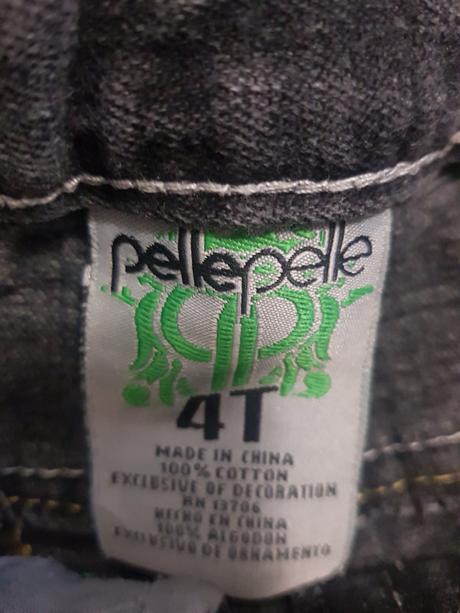 pellepelle
4T
MADE IN CHINA
100% COTTON
EXCLUSIVE OF DECORATION
RN 13706
HECHO EN CHINA
100% ALGODON
EXCLUSIVO DE ORNAMENTO